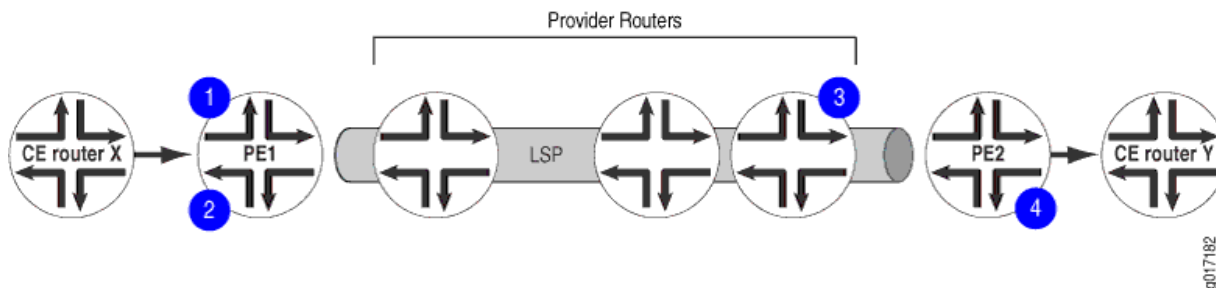 Provider Routers
1
3
CE router X
PE1
LSP
PE2
CE router Y
2
4
g017182